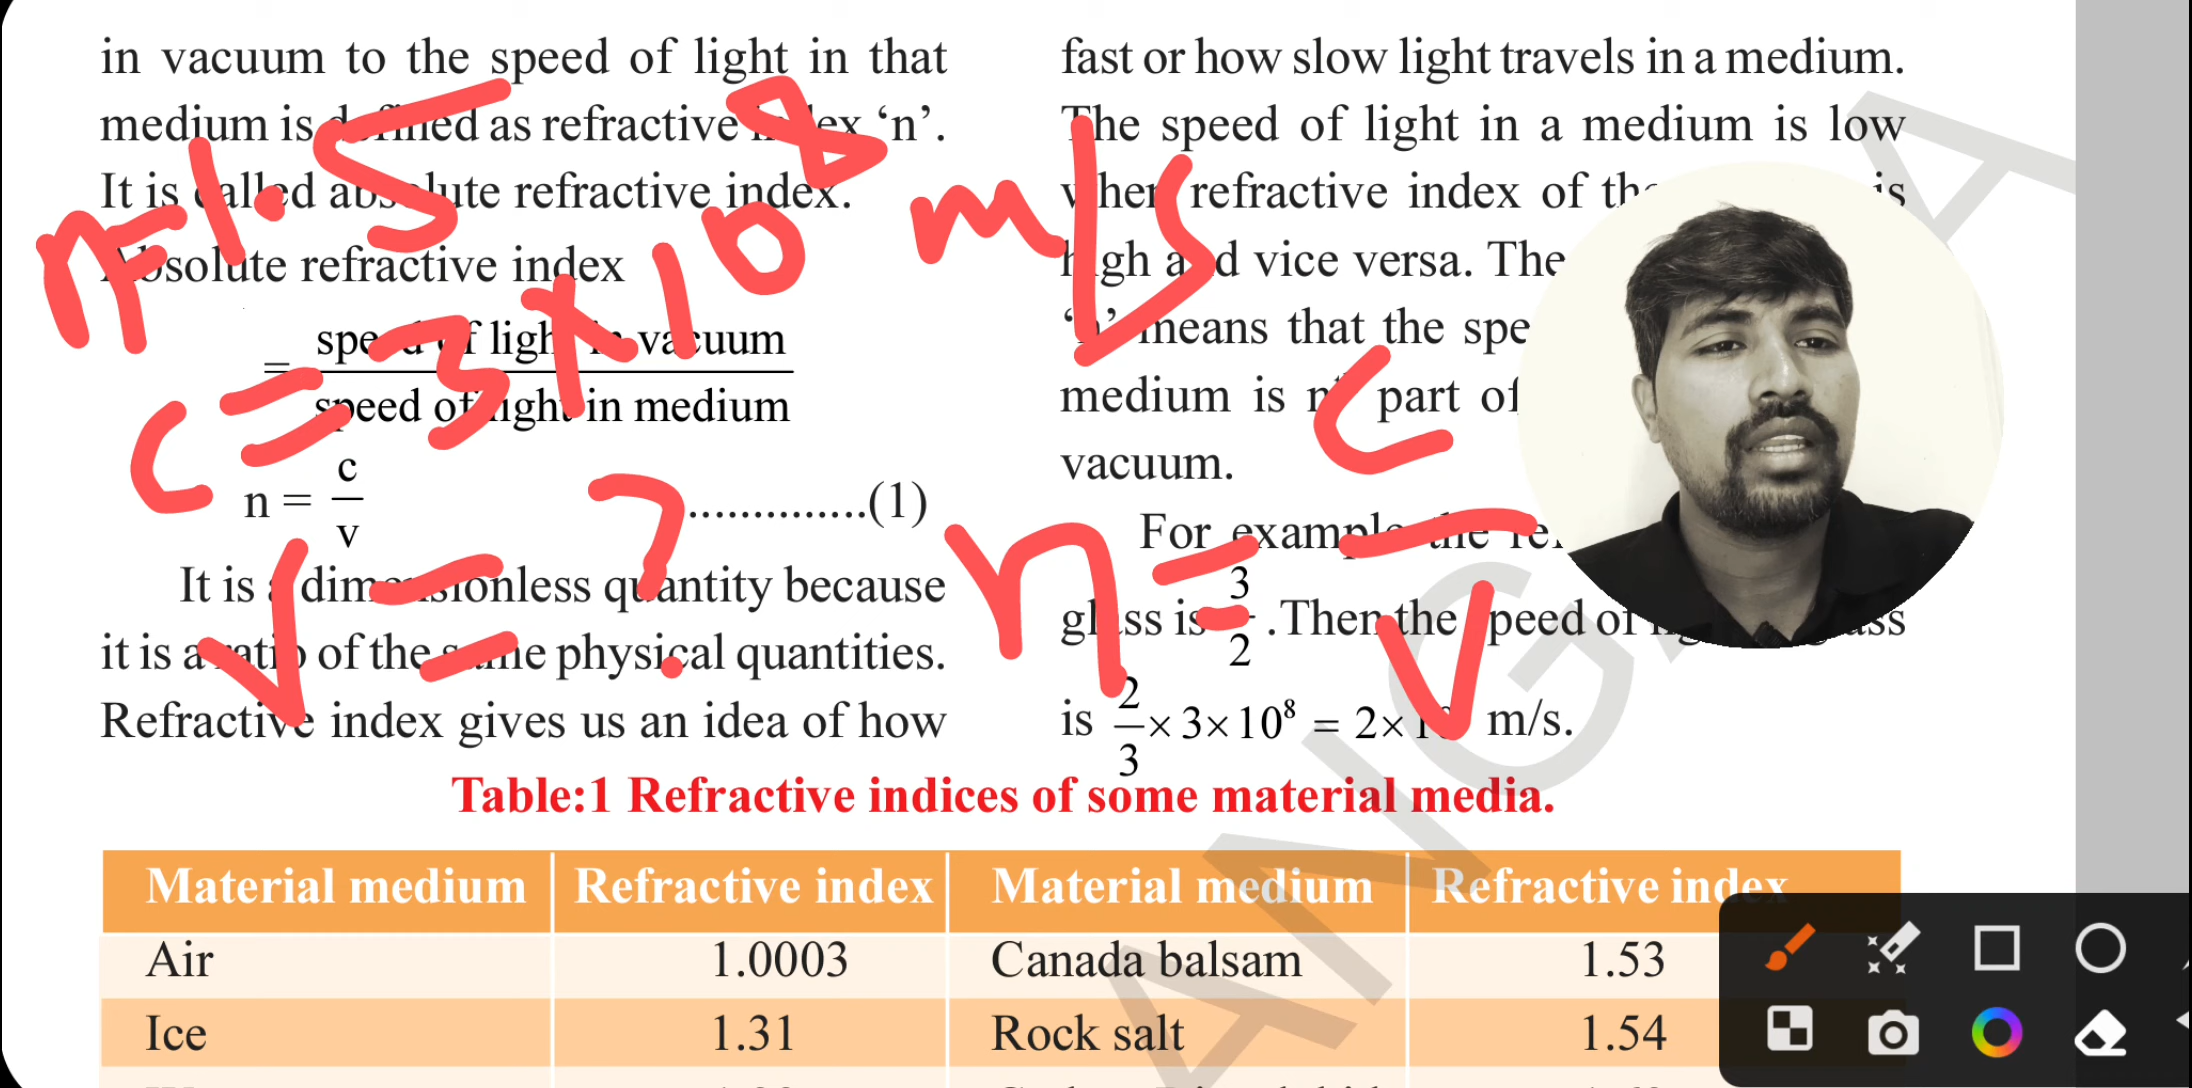 in vacuum to the speed of light in that
medium is defined as refractive index ‘n’.
It is called absolute refractive index.
Absolute refractive index
= speed of light in vacuum
speed of light in medium
n = c
v
..............(1)
It is a dimensionless quantity because
it is a ratio of the same physical quantities.
Refractive index gives us an idea of how
fast or how slow light travels in a medium.
The speed of light in a medium is low
when refractive index of the is
high and vice versa. The
‘n’ means that the spe
medium is part of
vacuum.
For example the re
glass is 3/2 .Then the speed of
is 2/3 × 3×10⁸ = 2×10 m/s.
n=1.5
c=3×10⁸ m/s
v=?
n= c
v
Table:1 Refractive indices of some material media.
Material medium Refractive index Material medium Refractive index
Air 1.0003 Canada balsam 1.53
Ice 1.31 Rock salt 1.54
ANGA